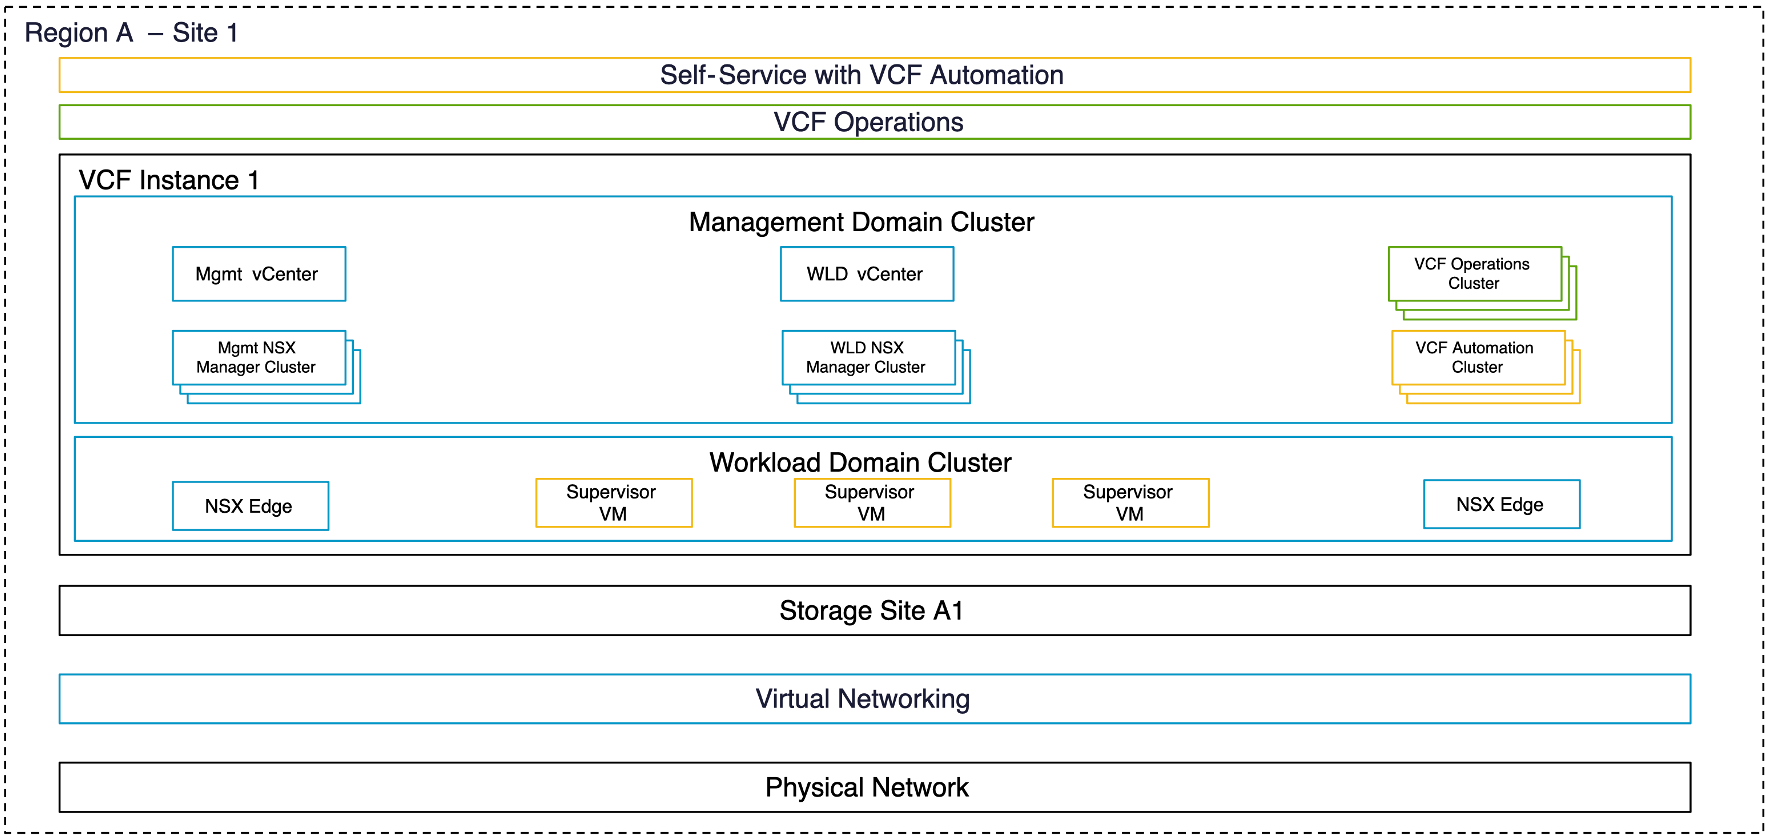 Region A – Site 1
Self-Service with VCF Automation
VCF Operations
VCF Instance 1
Management Domain Cluster
Mgmt vCenter
WLD vCenter
VCF Operations
Cluster
Mgmt NSX
Manager Cluster
WLD NSX
Manager Cluster
VCF Automation
Cluster
Workload Domain Cluster
NSX Edge
Supervisor
VM
Supervisor
VM
Supervisor
VM
NSX Edge
Storage Site A1
Virtual Networking
Physical Network